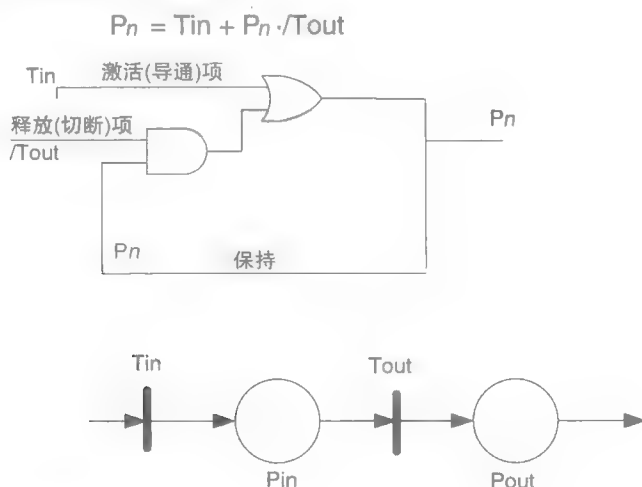 Pn = Tin + Pn·/Tout
Tin
激活(导通)项
释放(切断)项
/Tout
Pn
Pn
保持
Tin
Tout
Pin
Pout